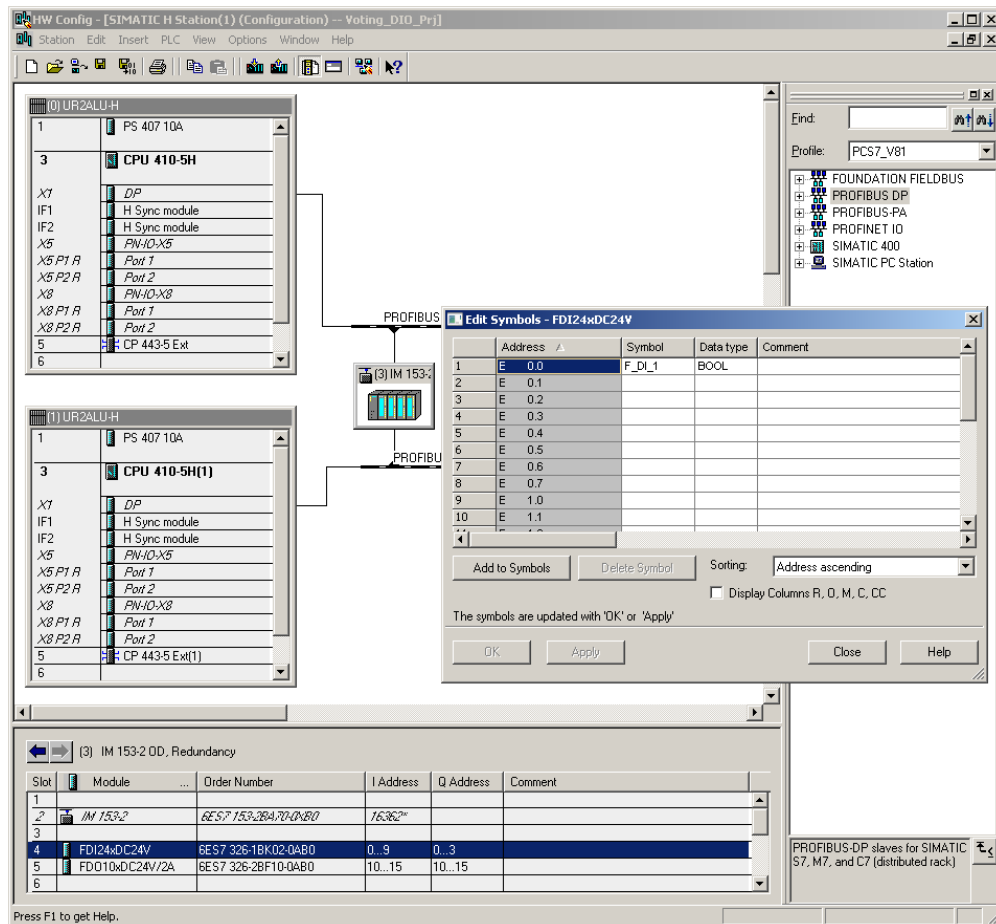 HW Config - [SIMATIC H Station(1) (Configuration) -- Voting_DIO_Prj]
Station Edit Insert PLC View Options Window Help
(0) UR2ALU-H
1 PS 407 10A
3 CPU 410-5H
X1 DP
IF1 H Sync module
IF2 H Sync module
X5 PN-IO-X5
X5 P1 R Port 1
X5 P2 R Port 2
X8 PN-IO-X8
X8 P1 R Port 1
X8 P2 R Port 2
5 CP 443-5 Ext
6
(1) UR2ALU-H
1 PS 407 10A
3 CPU 410-5H(1)
X1 DP
IF1 H Sync module
IF2 H Sync module
X5 PN-IO-X5
X5 P1 R Port 1
X5 P2 R Port 2
X8 PN-IO-X8
X8 P1 R Port 1
X8 P2 R Port 2
5 CP 443-5 Ext(1)
6
PROFIBUS
(3) IM 153-2
PROFIBU
Find:
Profile: PCS7_V81
FOUNDATION FIELDBUS
PROFIBUS DP
PROFIBUS-PA
PROFINET IO
SIMATIC 400
SIMATIC PC Station
Edit Symbols - FDI24xDC24V
Address Symbol Data type Comment
1 E 0.0 F_DI_1 BOOL
2 E 0.1
3 E 0.2
4 E 0.3
5 E 0.4
6 E 0.5
7 E 0.6
8 E 0.7
9 E 1.0
10 E 1.1
Add to Symbols Delete Symbol Sorting: Address ascending
Display Columns R, O, M, C, CC
The symbols are updated with 'OK' or 'Apply'
OK Apply Close Help
(3) IM 153-2 OD, Redundancy
Slot Module ... Order Number I Address Q Address Comment
1
2 IM 153-2 6ES7 153-2BA70-0XB0 16362*
3
4 FDI24xDC24V 6ES7 326-1BK02-0AB0 0...9 0...3
5 FDO10xDC24V/2A 6ES7 326-2BF10-0AB0 10...15 10...15
6
PROFIBUS-DP slaves for SIMATIC
S7, M7, and C7 (distributed rack)
Press F1 to get Help.